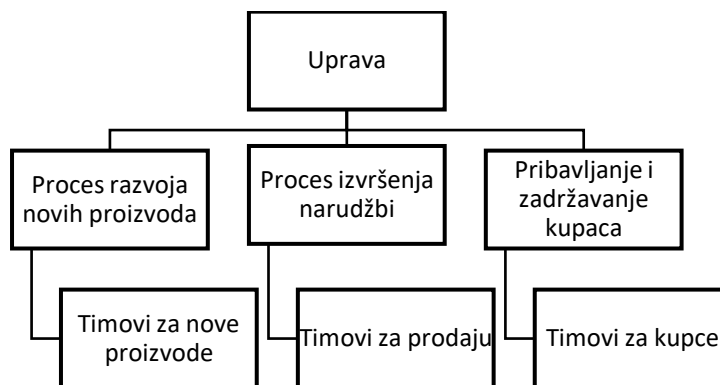 Uprava
Proces razvoja
novih proizvoda
Proces izvršenja
narudžbi
Pribavljanje i
zadržavanje
kupaca
Timovi za nove
proizvode
Timovi za prodaju
Timovi za kupce